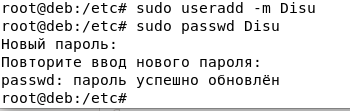 root@deb:/etc# sudo useradd -m Disu
root@deb:/etc# sudo passwd Disu
Новый пароль:
Повторите ввод нового пароля:
passwd: пароль успешно обновлён
root@deb:/etc#